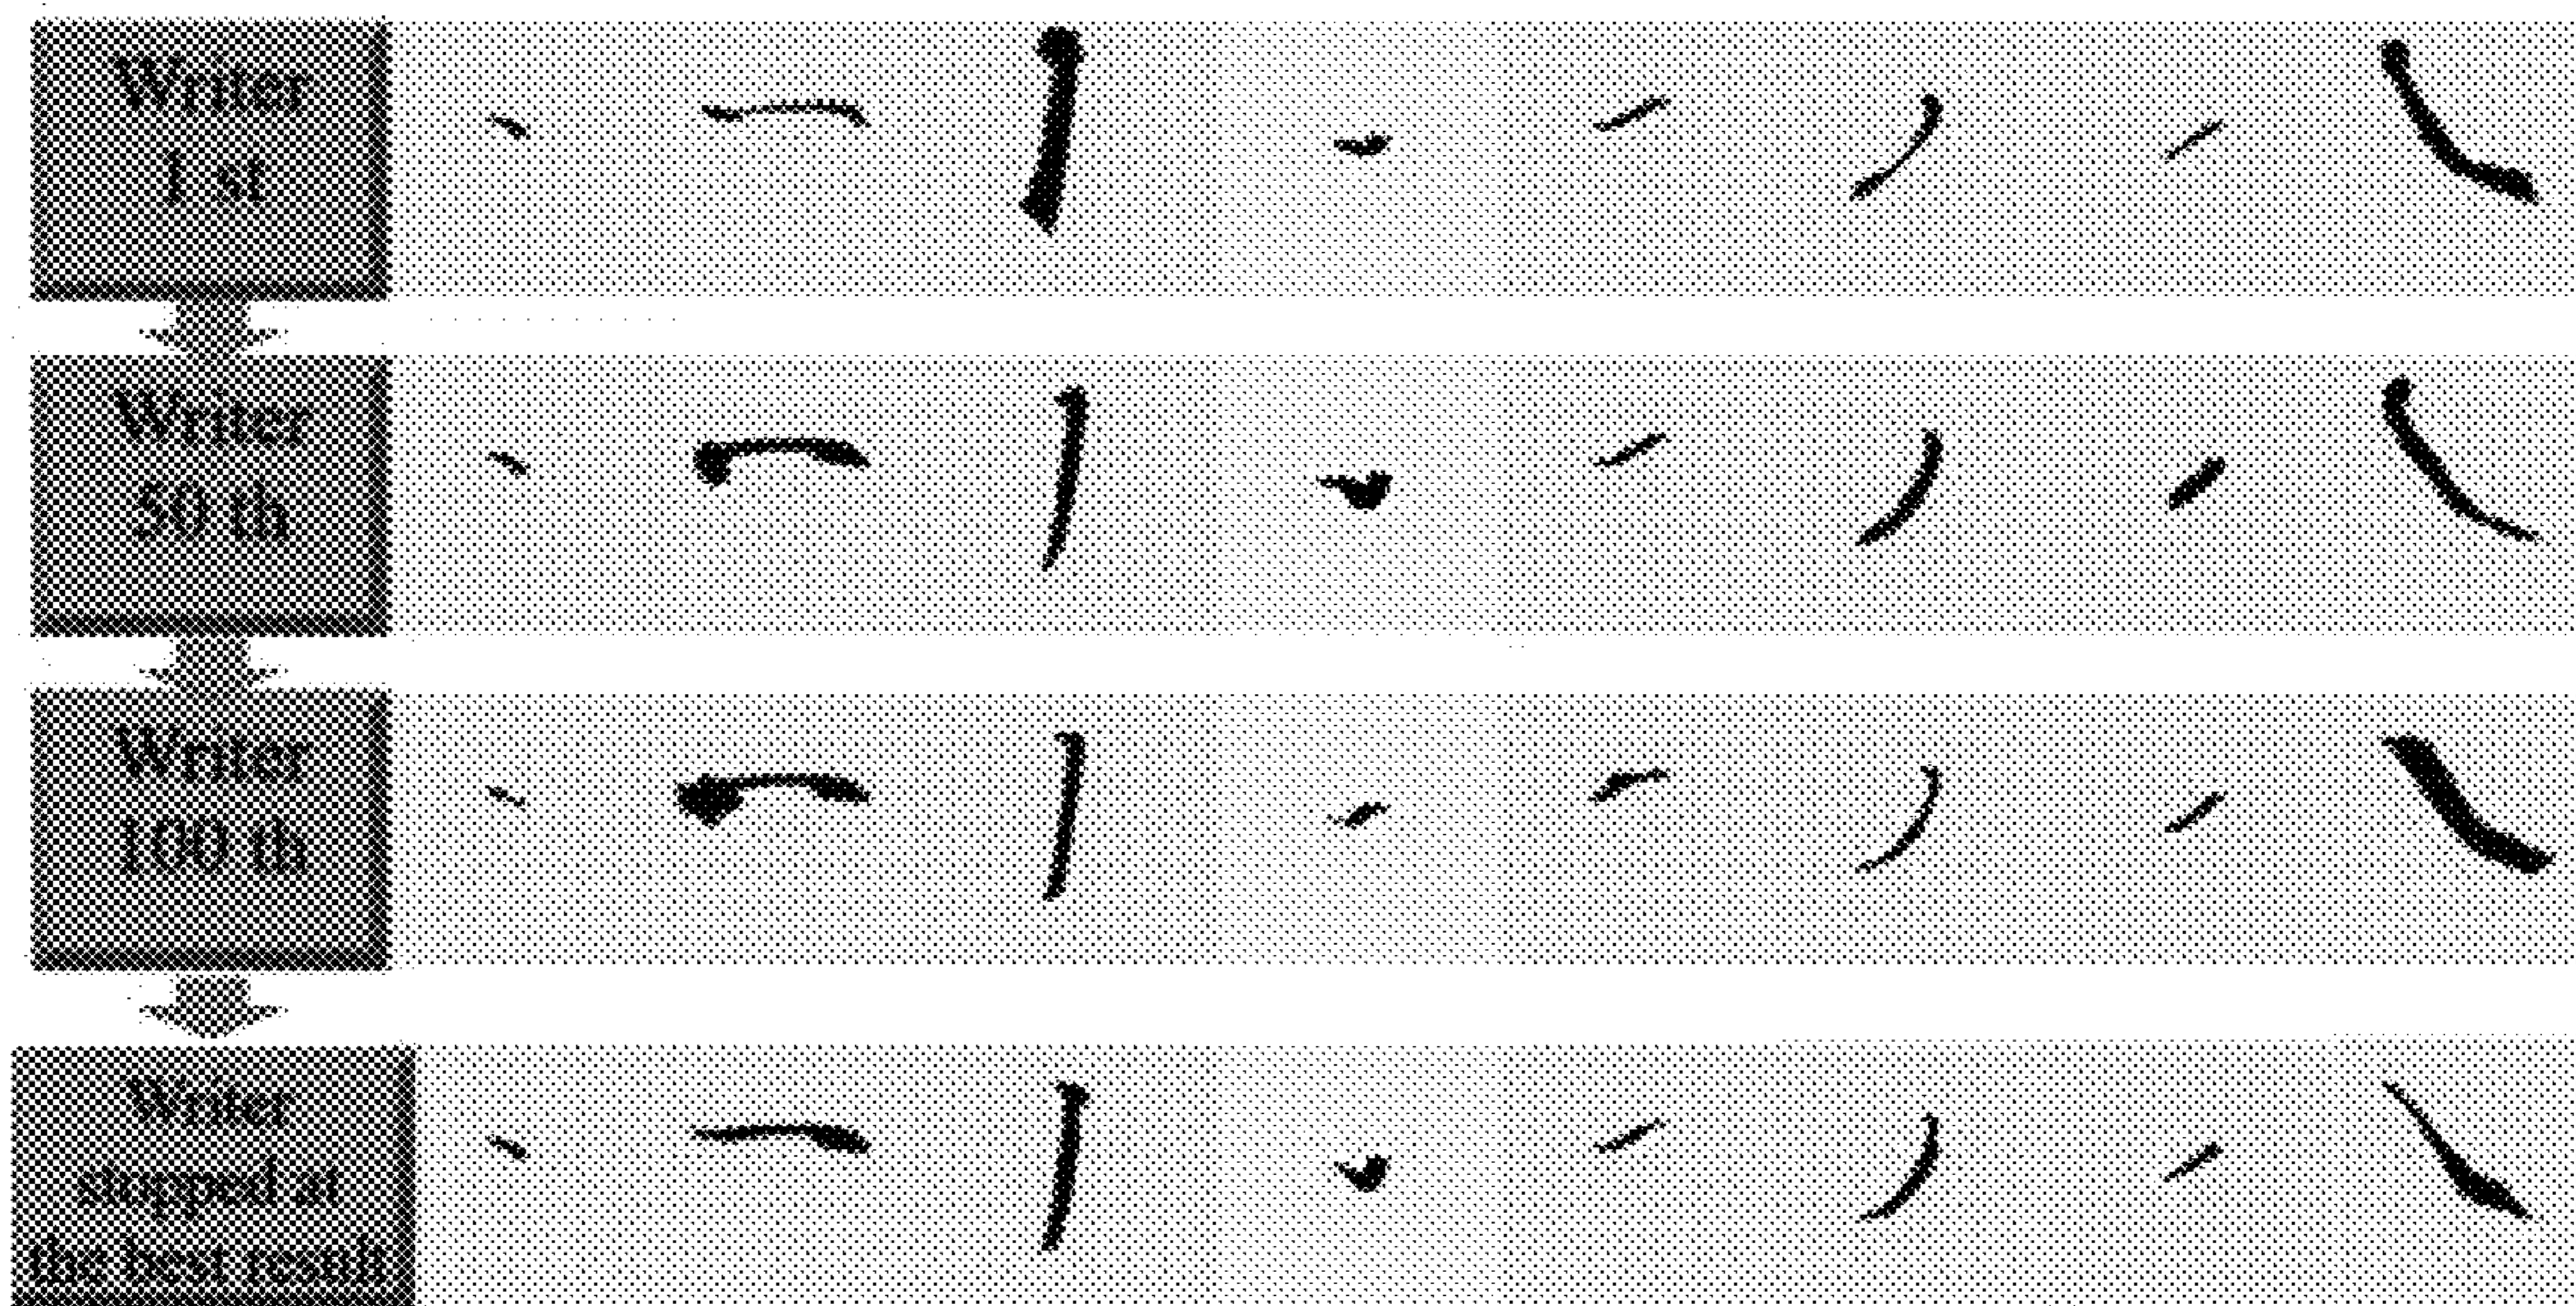 Writer
1 st
Writer
50 th
Writer
100 th
Writer
stopped at
the best result